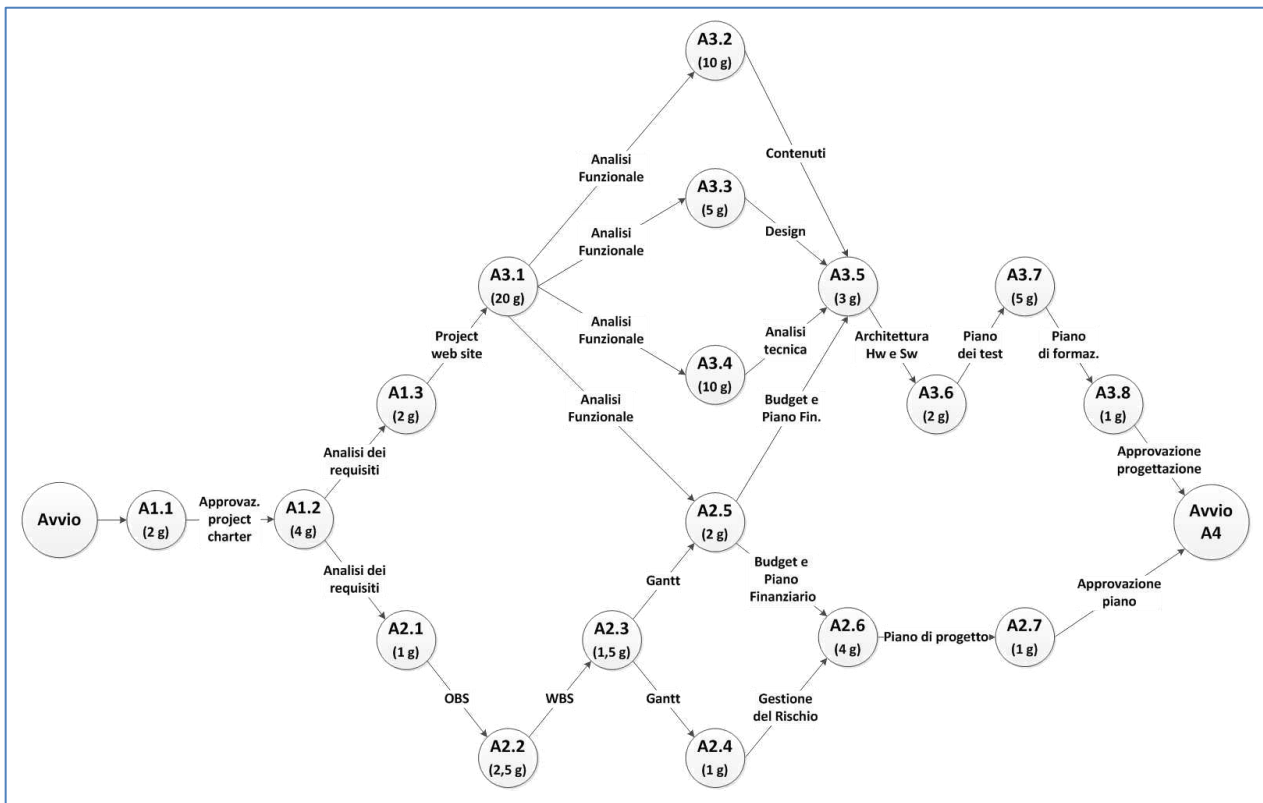 A3.2
(10 g)
Analisi
Funzionale
Contenuti
A3.3
(5 g)
Analisi
Funzionale
Design
A3.1
(20 g)
A3.5
(3 g)
A3.7
(5 g)
Project
web site
Analisi
Funzionale
Analisi
tecnica
Architettura
Hw e Sw
Piano
dei test
Piano
di formaz.
A3.4
(10 g)
A1.3
(2 g)
Analisi
Funzionale
Budget e
Piano Fin.
A3.6
(2 g)
A3.8
(1 g)
Analisi dei
requisiti
Approvazione
progettazione
Avvio
A1.1
(2 g)
Approvaz.
project
charter
A1.2
(4 g)
A2.5
(2 g)
Avvio
A4
Analisi dei
requisiti
Gantt
Budget e
Piano
Finanziario
Approvazione
piano
A2.1
(1 g)
A2.3
(1,5 g)
A2.6
(4 g)
Piano di progetto
A2.7
(1 g)
OBS
WBS
Gantt
Gestione
del Rischio
A2.2
(2,5 g)
A2.4
(1 g)